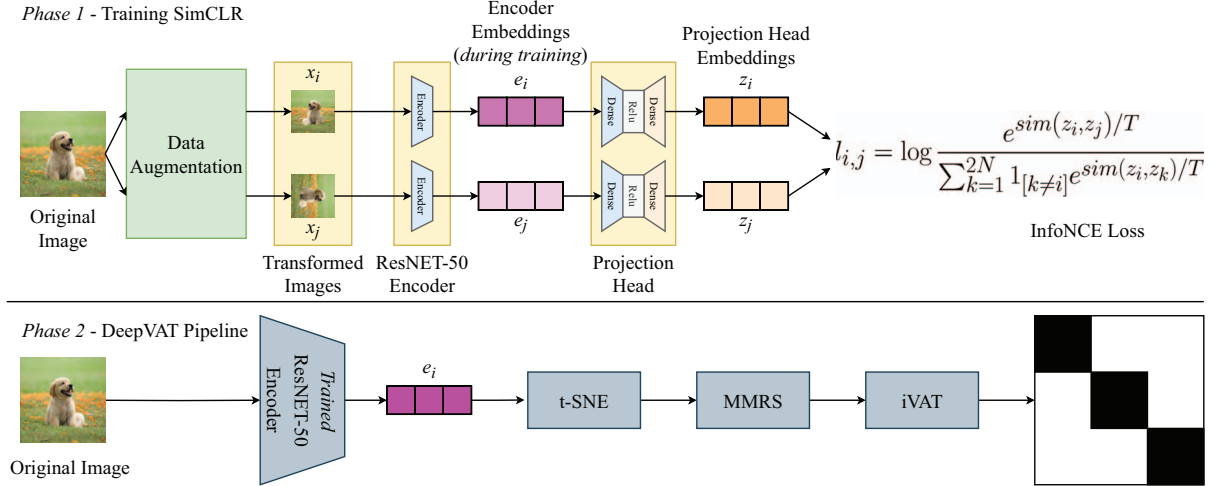 Phase 1 - Training SimCLR
Original
Image
Data
Augmentation
x_i
x_j
Transformed
Images
Encoder
Encoder
ResNET-50
Encoder
Encoder
Embeddings
(during training)
e_i
e_j
Dense
Relu
Dense
Dense
Relu
Dense
Projection
Head
Projection Head
Embeddings
z_i
z_j
l_{i,j} = \log \frac{e^{sim(z_i,z_j)/T}}{\sum_{k=1}^{2N} 1_{[k \neq i]} e^{sim(z_i,z_k)/T}}
InfoNCE Loss
Phase 2 - DeepVAT Pipeline
Original Image
Trained
ResNET-50
Encoder
e_i
t-SNE
MMRS
iVAT